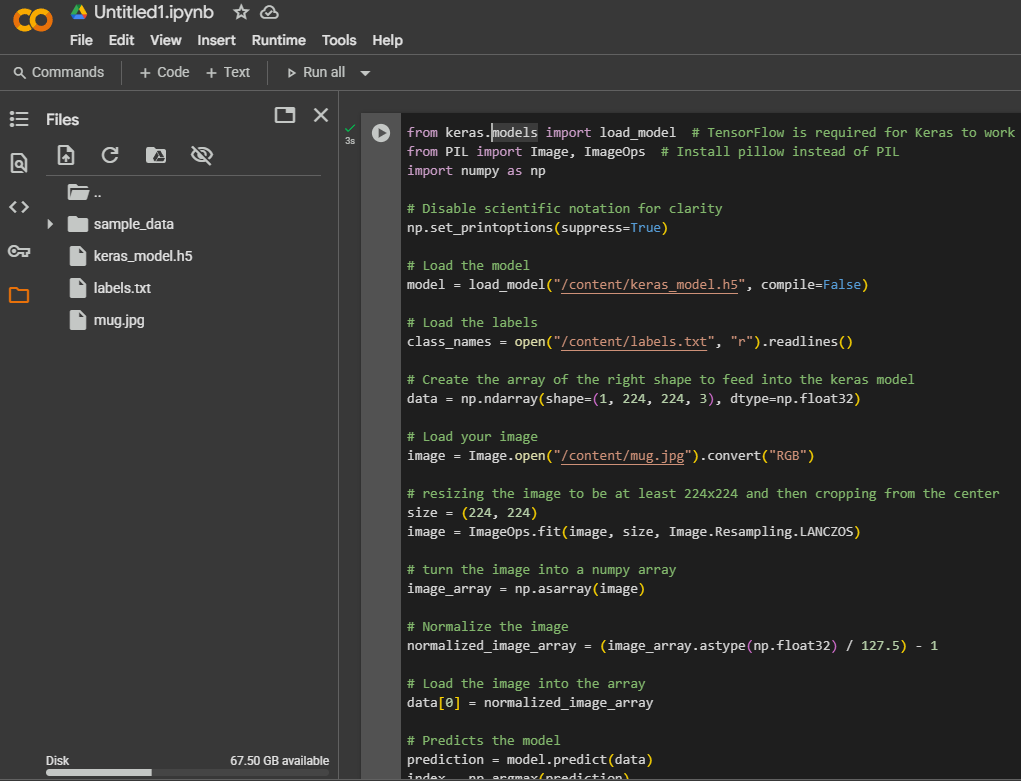 Untitled1.ipynb
File Edit View Insert Runtime Tools Help
Commands + Code + Text Run all
Files
..
sample_data
keras_model.h5
labels.txt
mug.jpg
Disk 67.50 GB available
3s
from keras.models import load_model  # TensorFlow is required for Keras to work
from PIL import Image, ImageOps  # Install pillow instead of PIL
import numpy as np
# Disable scientific notation for clarity
np.set_printoptions(suppress=True)
# Load the model
model = load_model("/content/keras_model.h5", compile=False)
# Load the labels
class_names = open("/content/labels.txt", "r").readlines()
# Create the array of the right shape to feed into the keras model
data = np.ndarray(shape=(1, 224, 224, 3), dtype=np.float32)
# Load your image
image = Image.open("/content/mug.jpg").convert("RGB")
# resizing the image to be at least 224x224 and then cropping from the center
size = (224, 224)
image = ImageOps.fit(image, size, Image.Resampling.LANCZOS)
# turn the image into a numpy array
image_array = np.asarray(image)
# Normalize the image
normalized_image_array = (image_array.astype(np.float32) / 127.5) - 1
# Load the image into the array
data[0] = normalized_image_array
# Predicts the model
prediction = model.predict(data)
index = np.argmax(prediction)